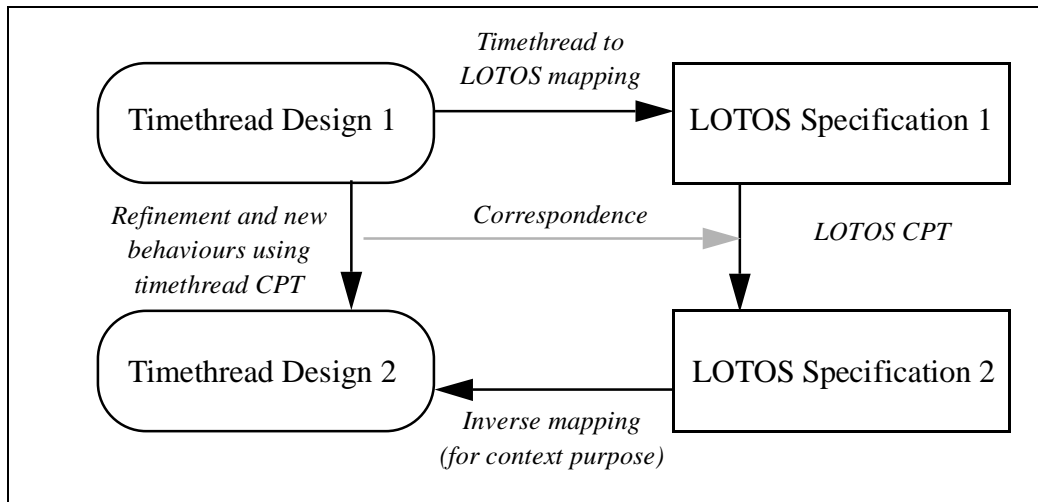 Timethread to
LOTOS mapping
Timethread Design 1
LOTOS Specification 1
Refinement and new
behaviours using
timethread CPT
Correspondence
LOTOS CPT
Timethread Design 2
LOTOS Specification 2
Inverse mapping
(for context purpose)